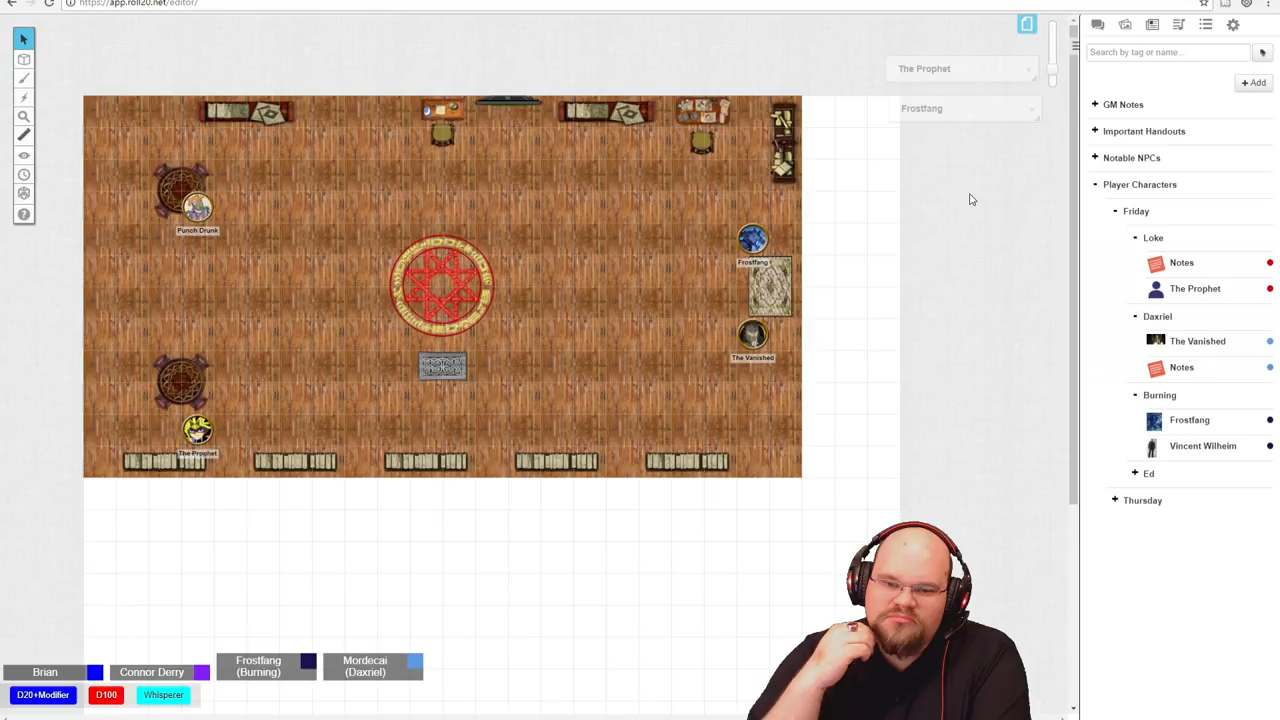 https://app.roll20.net/editor/
The Prophet
Frostfang
Search by tag or name...
+ Add
GM Notes
Important Handouts
Notable NPCs
Player Characters
Friday
Loke
Notes
The Prophet
Daxriel
The Vanished
Notes
Burning
Frostfang
Vincent Wilheim
Ed
Thursday
Punch Drunk
Frostfang
The Vanished
The Prophet
Brian
Connor Derry
Frostfang
(Burning)
Mordecai
(Daxriel)
D20+Modifier
D100
Whisperer